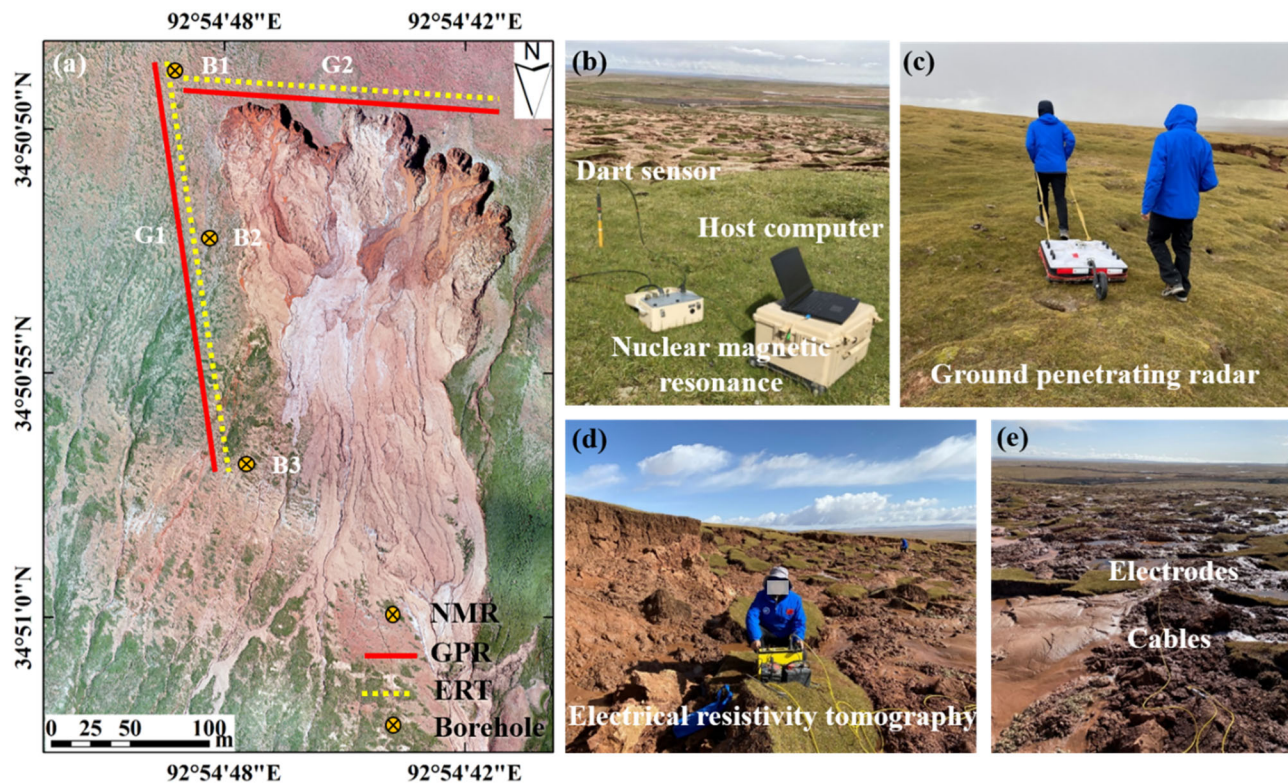 92°54'48"E 92°54'42"E
(a)
B1
G2
N
34°50'50"N
G1
B2
34°50'55"N
B3
34°51'0"N
NMR
GPR
ERT
Borehole
0 25 50 100
m
92°54'48"E 92°54'42"E
(b)
Dart sensor
Host computer
Nuclear magnetic
resonance
(c)
Ground penetrating radar
(d)
Electrical resistivity tomography
(e)
Electrodes
Cables